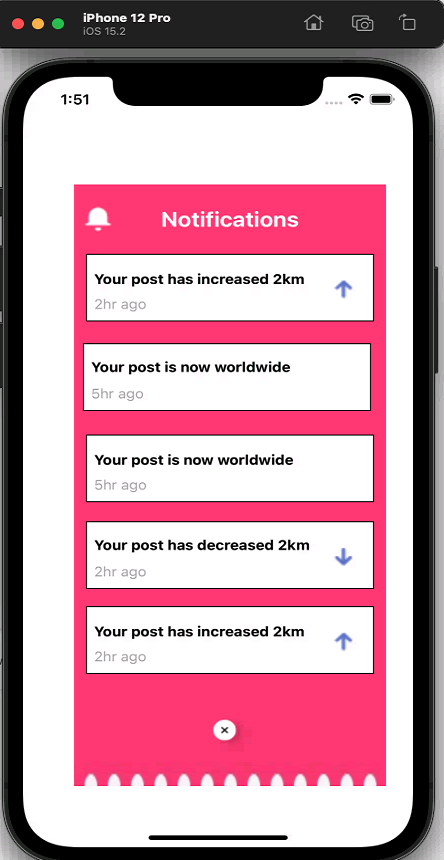 iPhone 12 Pro
iOS 15.2
1:51
Notifications
Your post has increased 2km
2hr ago
Your post is now worldwide
5hr ago
Your post is now worldwide
5hr ago
Your post has decreased 2km
2hr ago
Your post has increased 2km
2hr ago